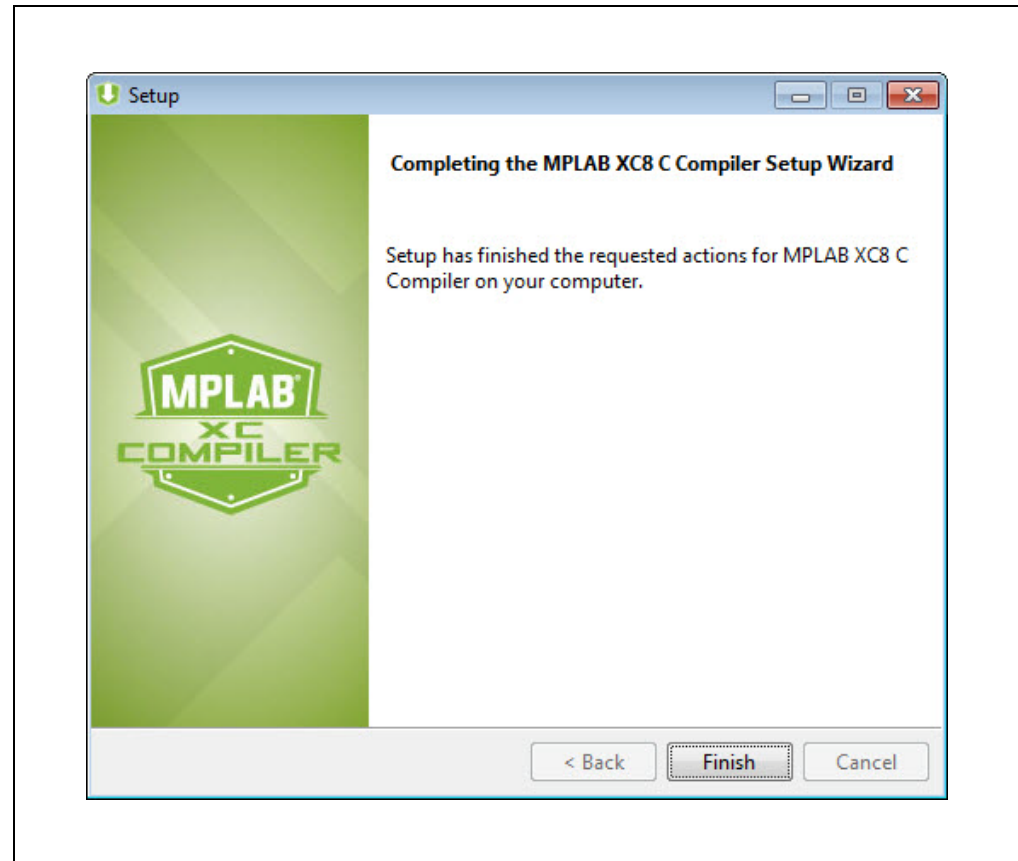 Setup
Completing the MPLAB XC8 C Compiler Setup Wizard
Setup has finished the requested actions for MPLAB XC8 C
Compiler on your computer.
MPLAB®
XC
COMPILER
< Back
Finish
Cancel